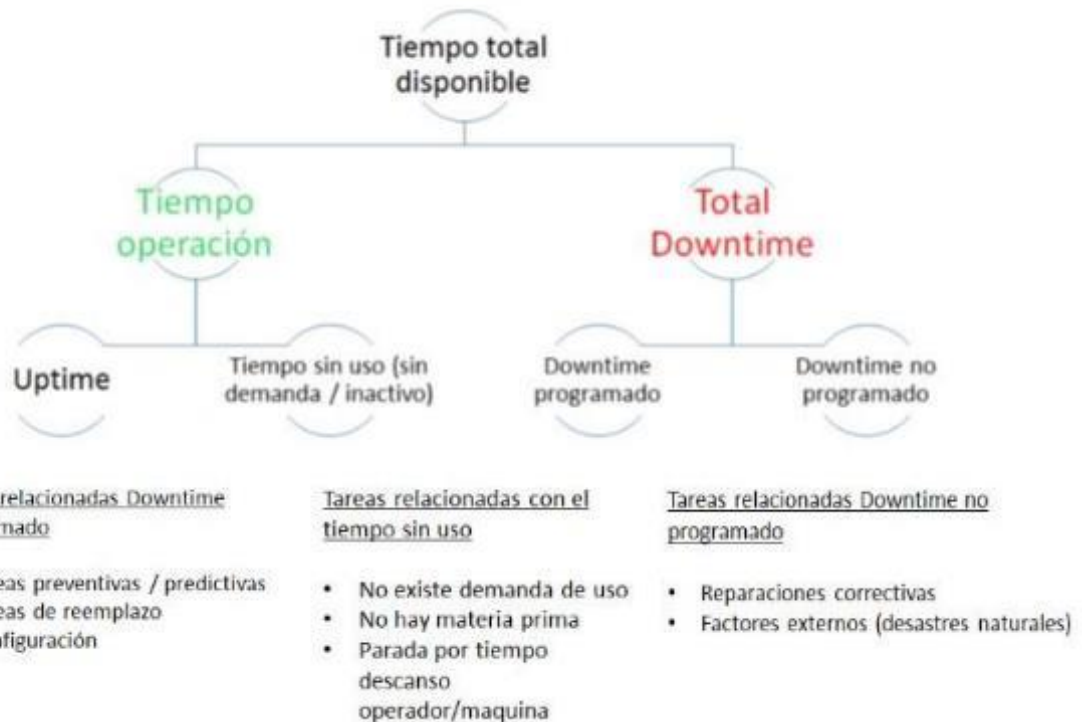 Tiempo total
disponible
Tiempo
operación
Total
Downtime
Uptime
Tiempo sin uso (sin
demanda / inactivo)
Downtime
programado
Downtime no
programado
relacionadas Downtime
mado
eas preventivas / predictivas
eas de reemplazo
nfiguración
Tareas relacionadas con el
tiempo sin uso
• No existe demanda de uso
• No hay materia prima
• Parada por tiempo
descanso
operador/maquina
Tareas relacionadas Downtime no
programado
• Reparaciones correctivas
• Factores externos (desastres naturales)